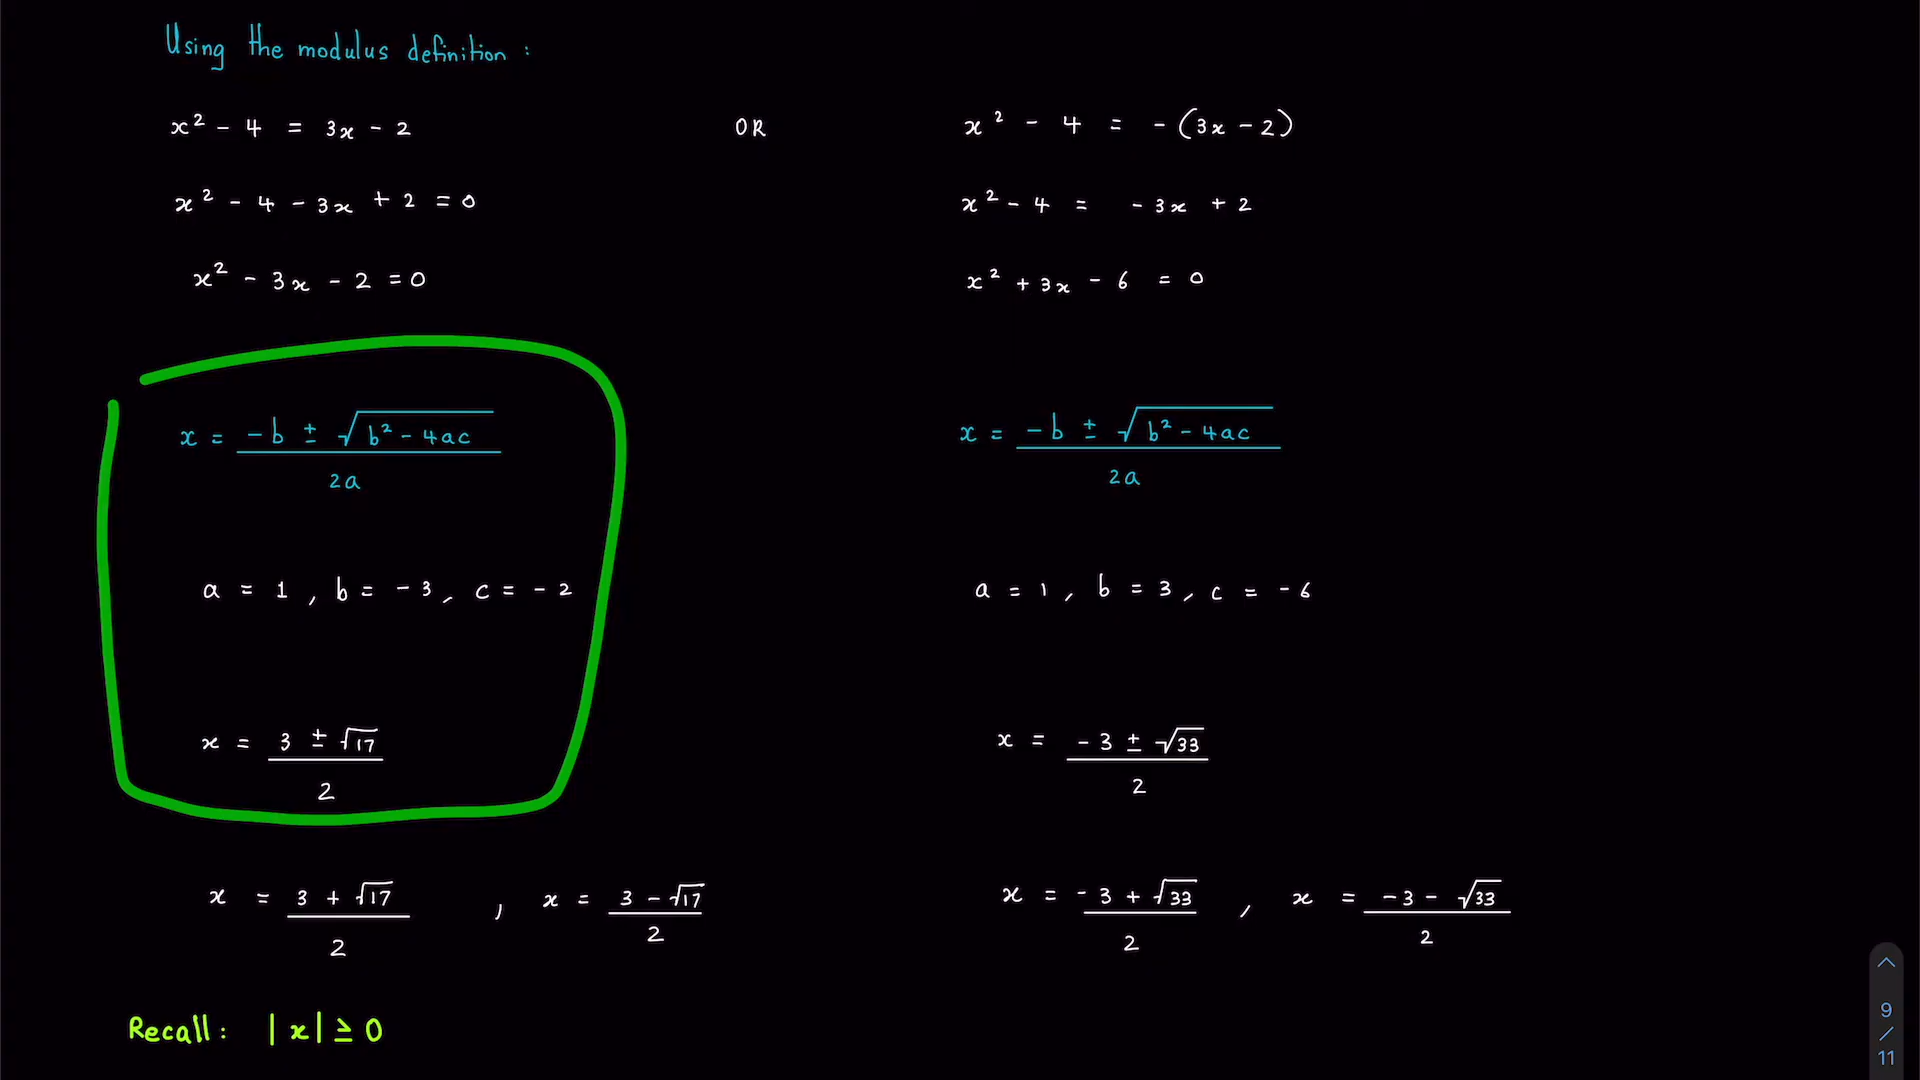 Using the modulus definition :
x² - 4 = 3x - 2
OR
x² - 4 = -(3x - 2)
x² - 4 - 3x + 2 = 0
x² - 4 = -3x + 2
x² - 3x - 2 = 0
x² + 3x - 6 = 0
x = (-b ± √(b² - 4ac))/2a
x = (-b ± √(b² - 4ac))/2a
a = 1 , b = -3 , c = -2
a = 1 , b = 3 , c = -6
x = (3 ± √17)/2
x = (-3 ± √33)/2
x = (3 + √17)/2 , x = (3 - √17)/2
x = (-3 + √33)/2 , x = (-3 - √33)/2
Recall: |x| ≥ 0
9
/
11